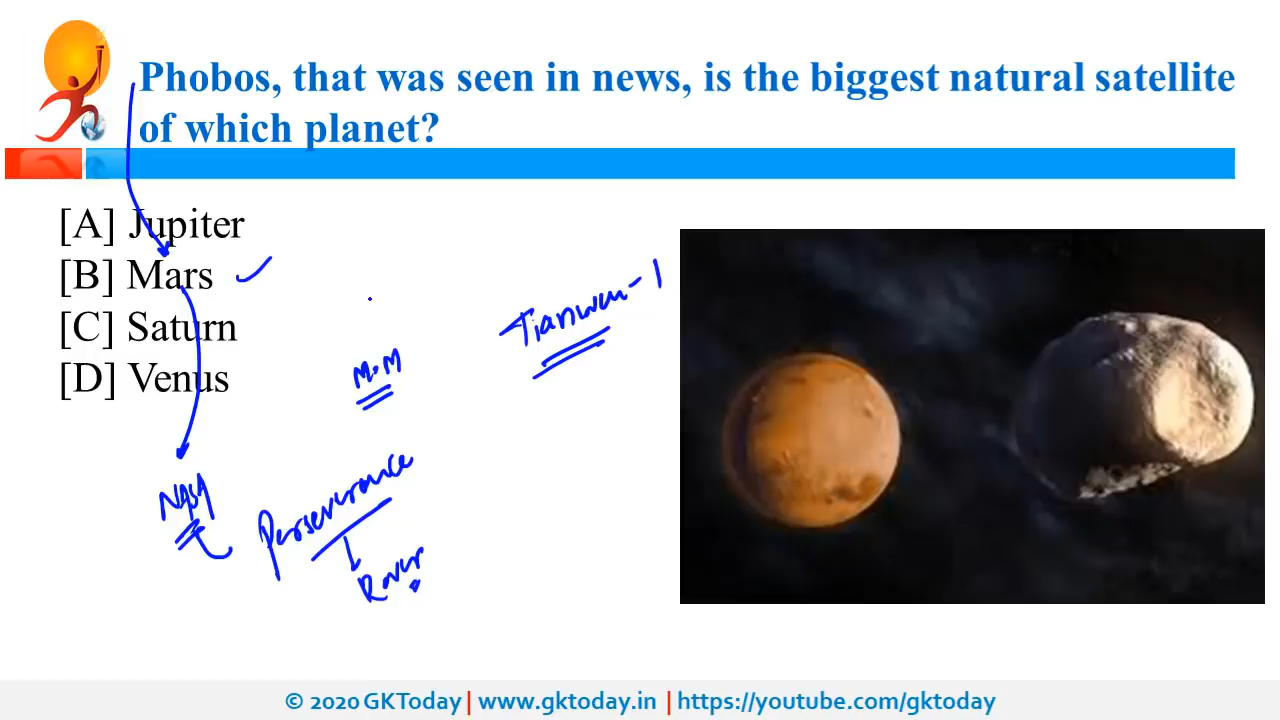 Phobos, that was seen in news, is the biggest natural satellite
of which planet?
[A] Jupiter
[B] Mars
[C] Saturn
[D] Venus
Tianwen-1
M.M
NASA
Perseverance
Rover
© 2020 GKToday | www.gktoday.in | https://youtube.com/gktoday